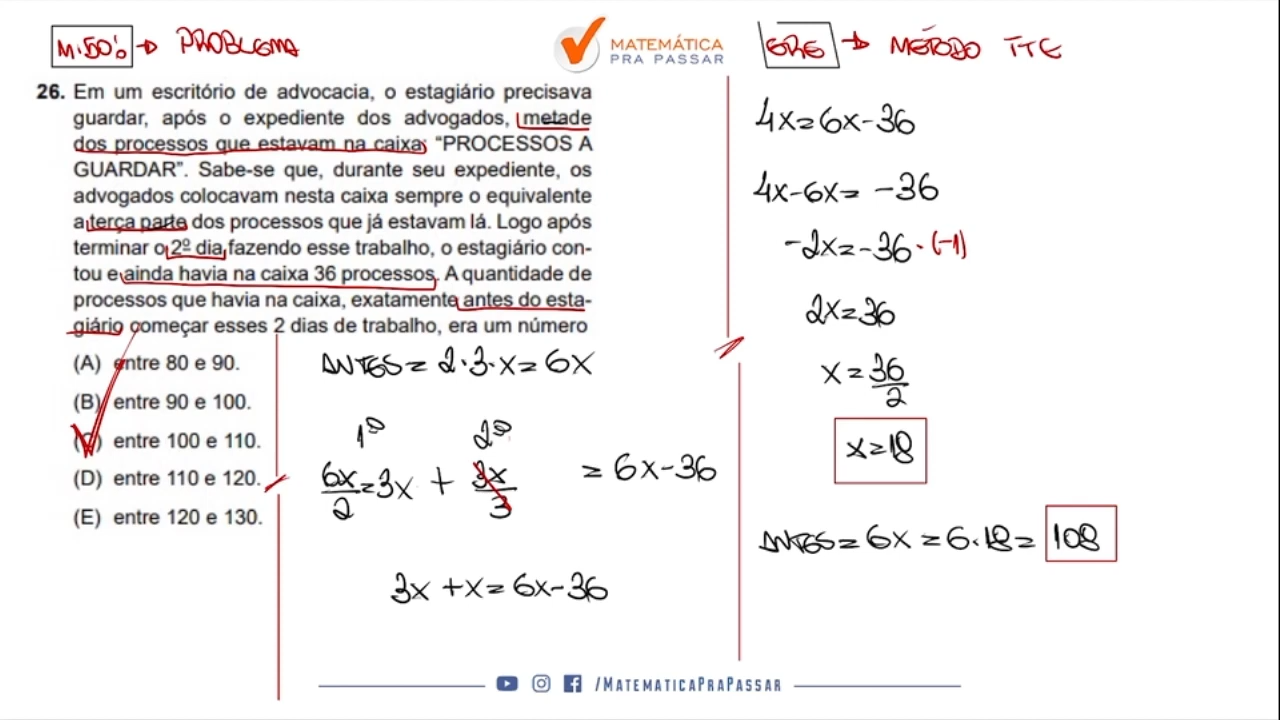 M.50% → PROBLEMA
MATEMÁTICA
PRA PASSAR
→ MÉTODO TTE
26. Em um escritório de advocacia, o estagiário precisava
guardar, após o expediente dos advogados, metade
dos processos que estavam na caixa; “PROCESSOS A
GUARDAR”. Sabe-se que, durante seu expediente, os
advogados colocavam nesta caixa sempre o equivalente
a terça parte dos processos que já estavam lá. Logo após
terminar o 2º dia fazendo esse trabalho, o estagiário con-
tou e ainda havia na caixa 36 processos. A quantidade de
processos que havia na caixa, exatamente antes do esta-
giário começar esses 2 dias de trabalho, era um número
(A) entre 80 e 90.
(B) entre 90 e 100.
(C) entre 100 e 110.
(D) entre 110 e 120.
(E) entre 120 e 130.
ANTES = 2·3·x = 6x
1º 2º
6x/2 = 3x + 3x/3 = 6x-36
3x + x = 6x-36
4x = 6x-36
4x-6x = -36
-2x = -36 · (-1)
2x = 36
x = 36/2
x = 18
ANTES = 6x = 6·18 = 108
/MATEMATICAPRAPASSAR